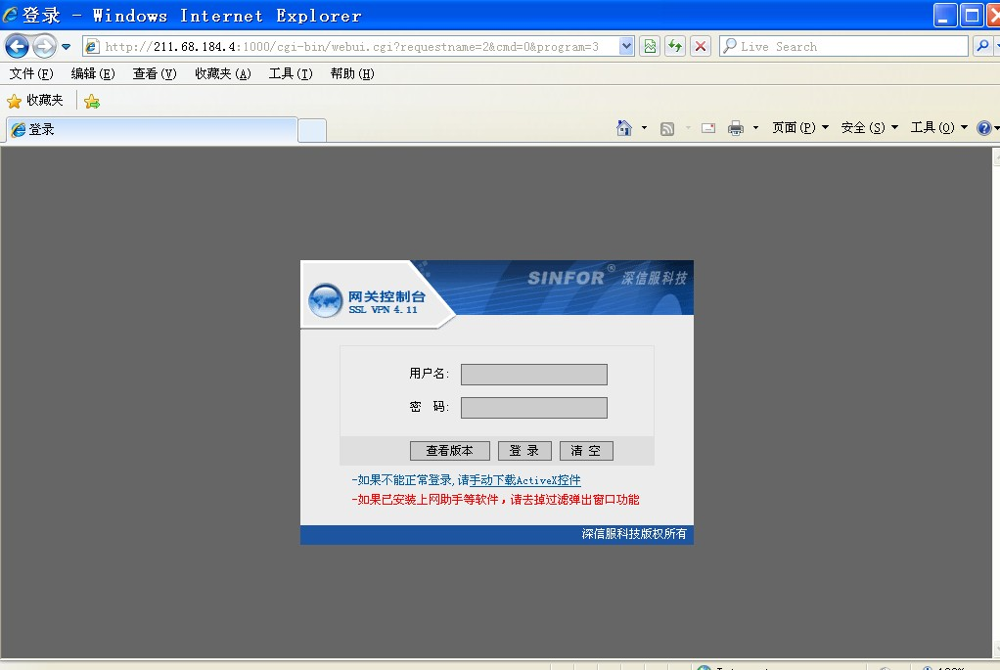 登录 - Windows Internet Explorer
http://211.68.184.4:1000/cgi-bin/webui.cgi?requestname=2&cmd=0&program=3
Live Search
文件(F) 编辑(E) 查看(V) 收藏夹(A) 工具(T) 帮助(H)
收藏夹
登录
页面(P) 安全(S) 工具(O)
SINFOR® 深信服科技
网关控制台
SSL VPN 4.11
用户名:
密 码:
查看版本 登 录 清 空
-如果不能正常登录,请手动下载ActiveX控件
-如果已安装上网助手等软件，请去掉过滤弹出窗口功能
深信服科技版权所有